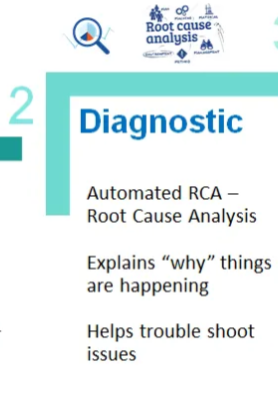 Root cause
analysis
2
Diagnostic
Automated RCA –
Root Cause Analysis
Explains “why” things
are happening
Helps trouble shoot
issues